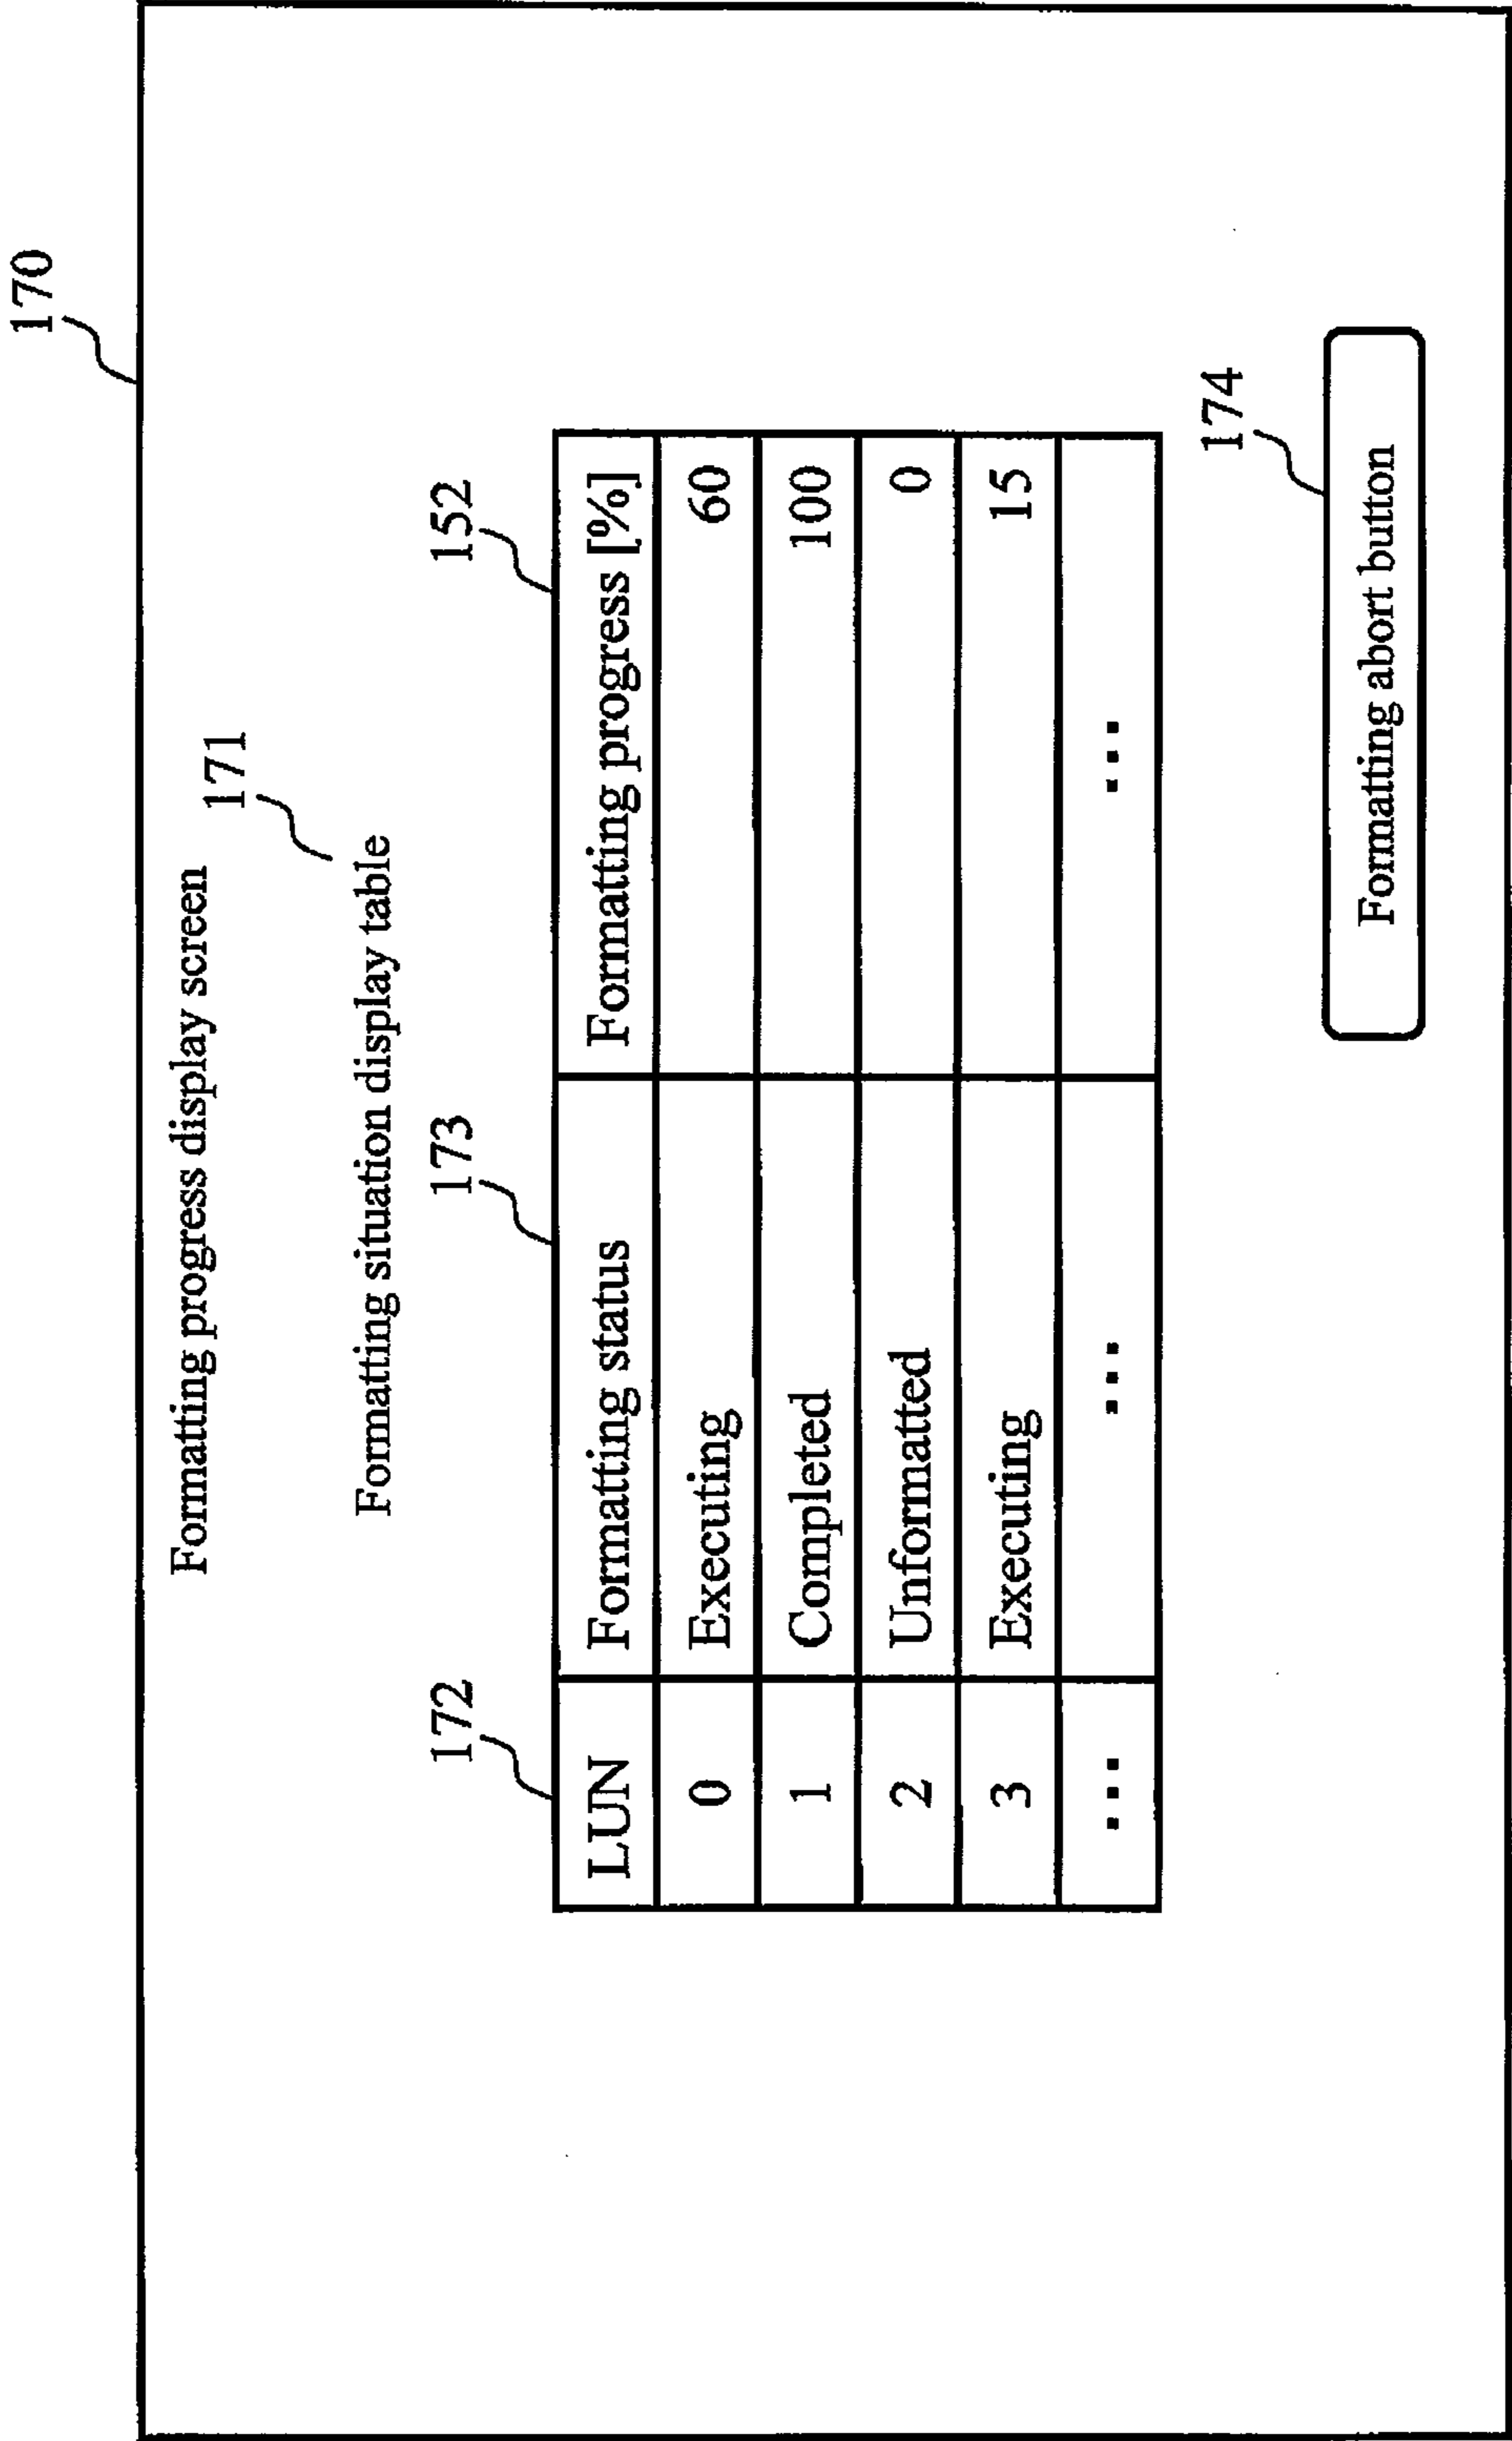 170
Formatting progress display screen
171
Formatting situation display table
172 173 152
LUN Formatting status Formatting progress [%]
0 Executing 60
1 Completed 100
2 Unformatted 0
3 Executing 15
... ... ...
174
Formatting abort button